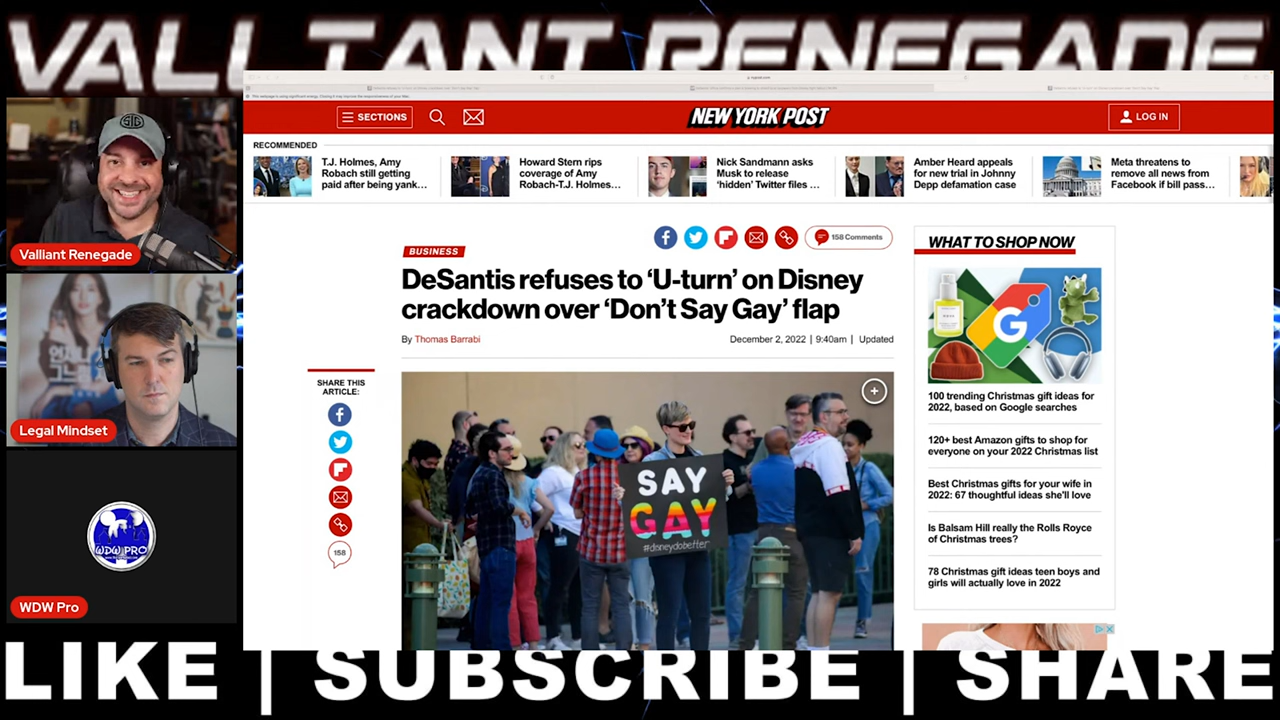 VALLIANT RENEGADE
NEW YORK POST
SECTIONS
LOG IN
RECOMMENDED
T.J. Holmes, Amy
Robach still getting
paid after being yank...
Howard Stern rips
coverage of Amy
Robach-T.J. Holmes...
Nick Sandmann asks
Musk to release
‘hidden’ Twitter files ...
Amber Heard appeals
for new trial in Johnny
Depp defamation case
Meta threatens to
remove all news from
Facebook if bill pass...
Valliant Renegade
Legal Mindset
WDW PRO
WDW Pro
158 Comments
BUSINESS
DeSantis refuses to ‘U-turn’ on Disney
crackdown over ‘Don’t Say Gay’ flap
By Thomas Barrabi
December 2, 2022 | 9:40am | Updated
SHARE THIS
ARTICLE:
158
SAY
GAY
#disneydobetter
WHAT TO SHOP NOW
G
100 trending Christmas gift ideas for
2022, based on Google searches
120+ best Amazon gifts to shop for
everyone on your 2022 Christmas list
Best Christmas gifts for your wife in
2022: 67 thoughtful ideas she'll love
Is Balsam Hill really the Rolls Royce
of Christmas trees?
78 Christmas gift ideas teen boys and
girls will actually love in 2022
LIKE | SUBSCRIBE | SHARE